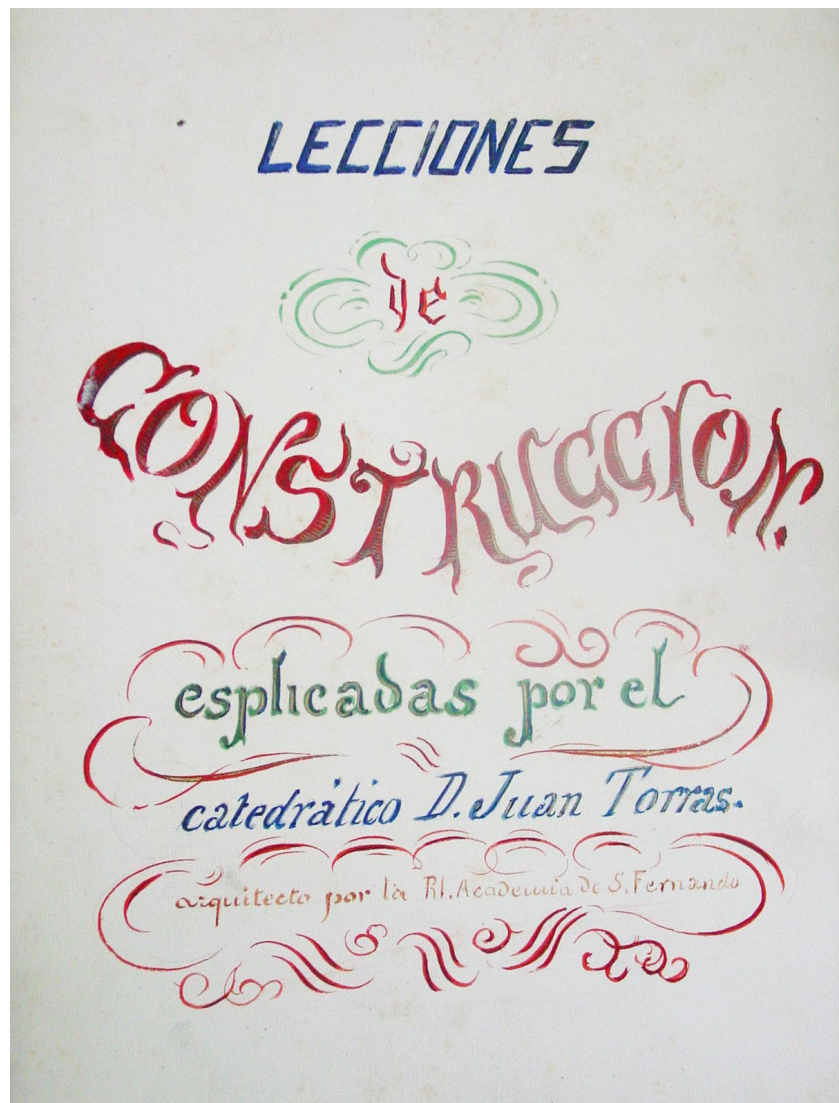 LECCIONES
de
CONSTRUCCION.
esplicadas por el
catedrático D. Juan Torras.
arquitecto por la Rl. Academia de S. Fernando